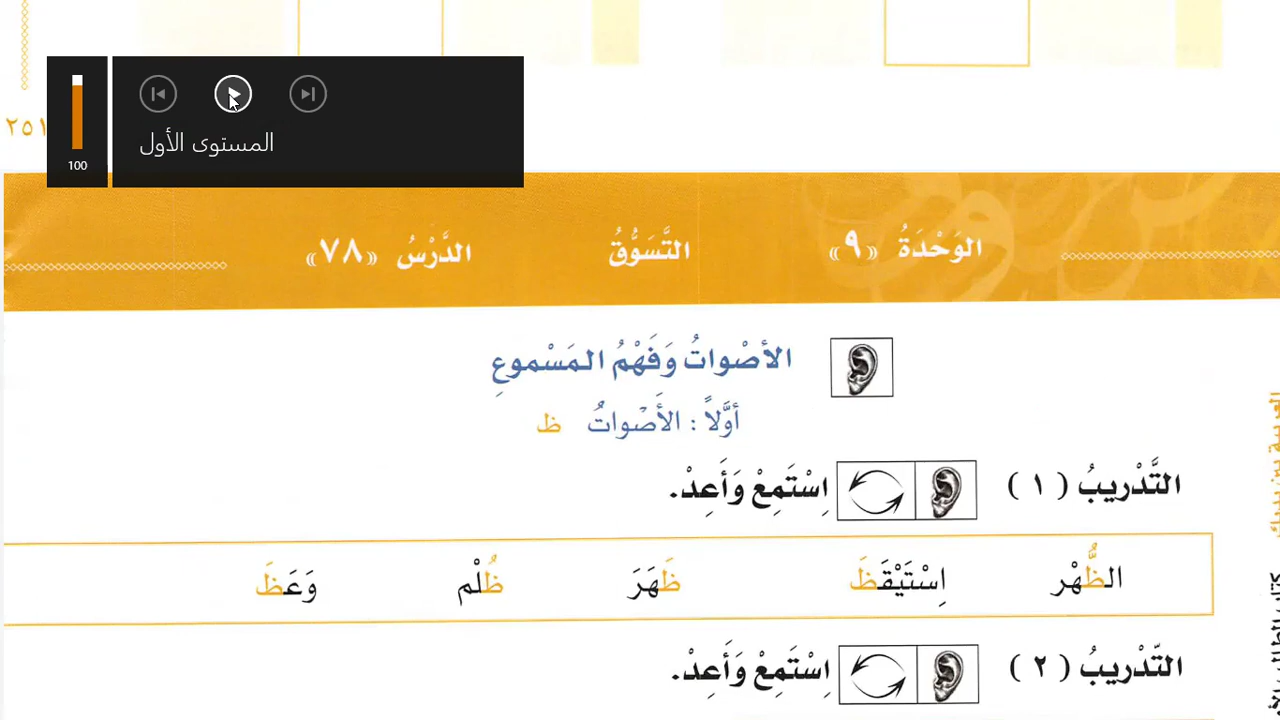 ٢٥١
المستوى الأول
100
الوَحْدَةُ «٩» التَّسَوُّقُ الدَّرْسُ «٧٨»
الأصْواتُ وَفَهْمُ المَسْموعِ
أوَّلاً : الأَصْواتُ ظ
التَّدْريبُ ( ١ ) اِسْتَمِعْ وَأَعِدْ.
الظُّهْر اِسْتَيْقَظَ ظَهَرَ ظُلْم وَعَظَ
التّدْريبُ ( ٢ ) اِسْتَمِعْ وَأَعِدْ.